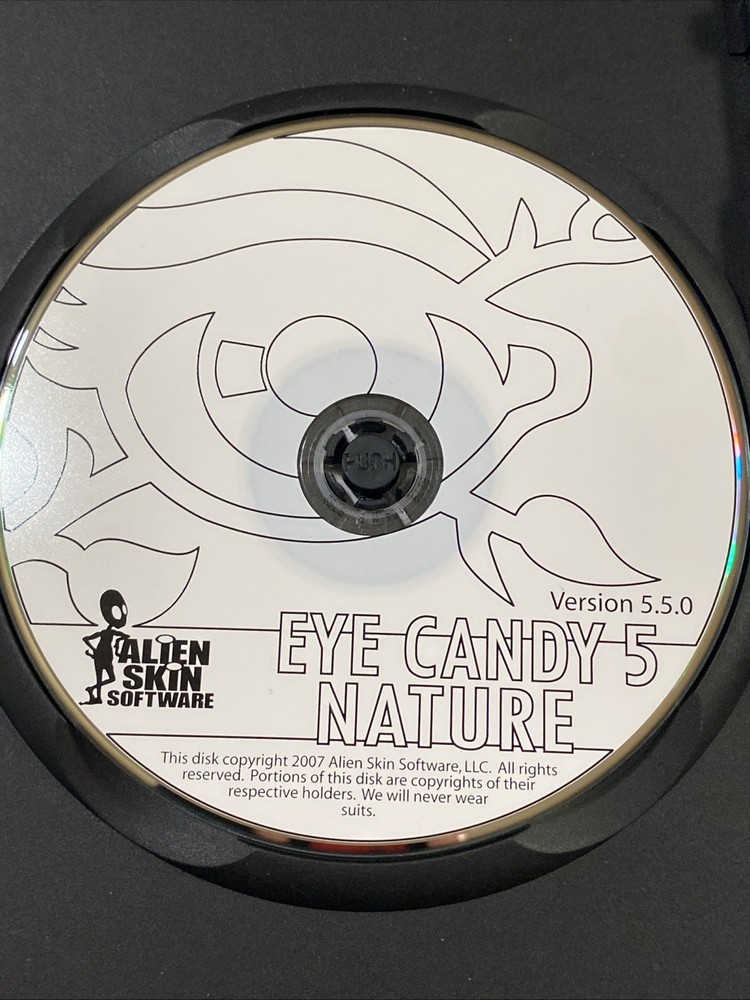 PUSH
Version 5.5.0
EYE CANDY 5
NATURE
ALIEN
SKIN
SOFTWARE
This disk copyright 2007 Alien Skin Software, LLC. All rights
reserved. Portions of this disk are copyrights of their
respective holders. We will never wear
suits.